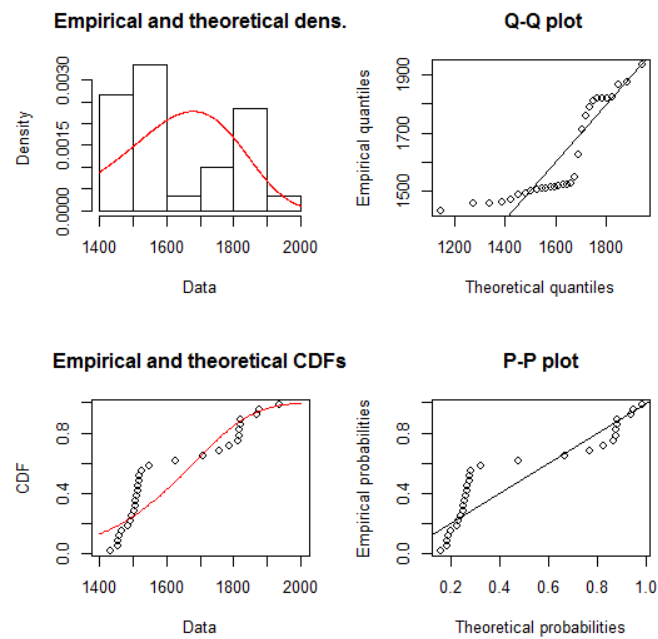 Empirical and theoretical dens.
Density
0.0000 0.0015 0.0030
1400 1600 1800 2000
Data
Q-Q plot
Empirical quantiles
1500 1700 1900
1200 1400 1600 1800
Theoretical quantiles
Empirical and theoretical CDFs
CDF
0.0 0.4 0.8
1400 1600 1800 2000
Data
P-P plot
Empirical probabilities
0.0 0.4 0.8
0.2 0.4 0.6 0.8 1.0
Theoretical probabilities